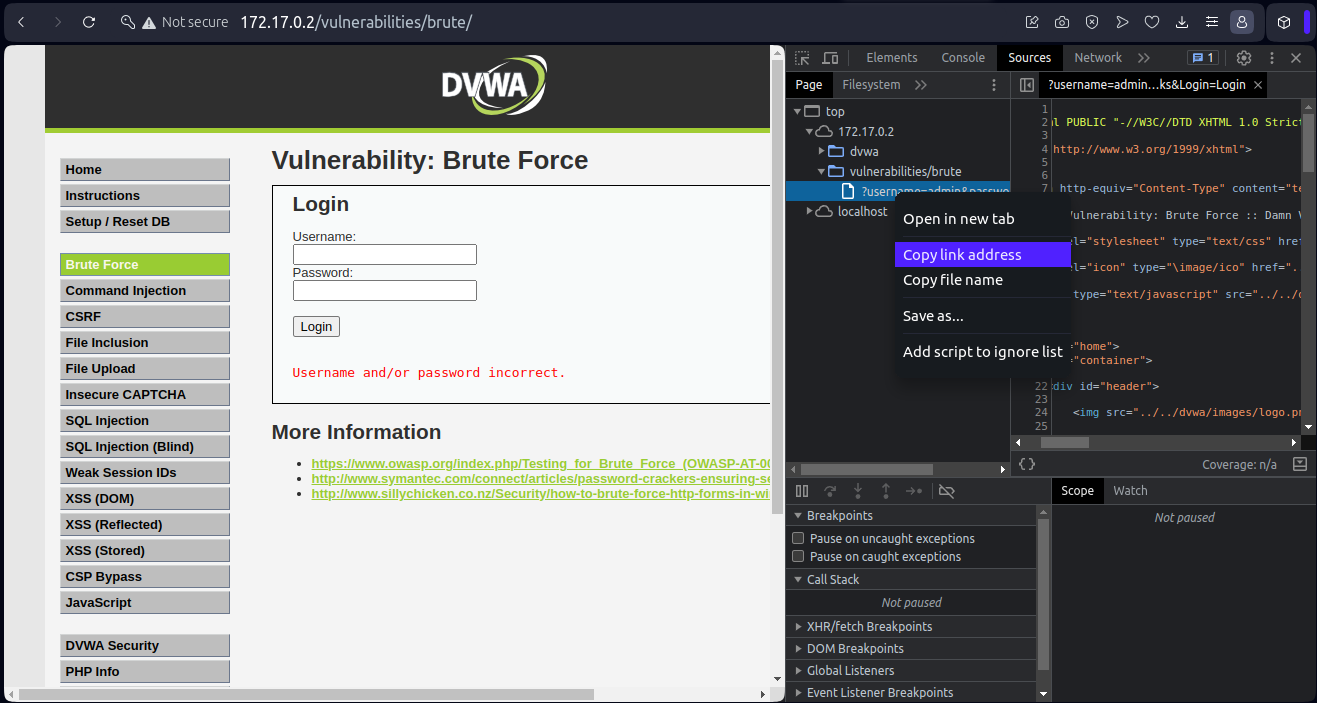 Not secure 172.17.0.2/vulnerabilities/brute/
1
DVWA
Home
Instructions
Setup / Reset DB
Brute Force
Command Injection
CSRF
File Inclusion
File Upload
Insecure CAPTCHA
SQL Injection
SQL Injection (Blind)
Weak Session IDs
XSS (DOM)
XSS (Reflected)
XSS (Stored)
CSP Bypass
JavaScript
DVWA Security
PHP Info
Vulnerability: Brute Force
Login
Username:
Password:
Login
Username and/or password incorrect.
More Information
https://www.owasp.org/index.php/Testing_for_Brute_Force_(OWASP-AT-00
http://www.symantec.com/connect/articles/password-crackers-ensuring-se
http://www.sillychicken.co.nz/Security/how-to-brute-force-http-forms-in-wi
Elements Console Sources Network
Page Filesystem
top
172.17.0.2
dvwa
vulnerabilities/brute
?username=admin&passwo
localhost
Open in new tab
Copy link address
Copy file name
Save as...
Add script to ignore list
?username=admin...ks&Login=Login
1
2 l PUBLIC "-//W3C//DTD XHTML 1.0 Strict
3
4 http://www.w3.org/1999/xhtml">
5
6
7 http-equiv="Content-Type" content="te
Vulnerability: Brute Force :: Damn V
el="stylesheet" type="text/css" href
el="icon" type="\image/ico" href="..
type="text/javascript" src="../../d
="home">
="container">
22 div id="header">
23
24 <img src="../../dvwa/images/logo.pn
25
{} Coverage: n/a
Breakpoints
Pause on uncaught exceptions
Pause on caught exceptions
Call Stack
Not paused
XHR/fetch Breakpoints
DOM Breakpoints
Global Listeners
Event Listener Breakpoints
Scope Watch
Not paused